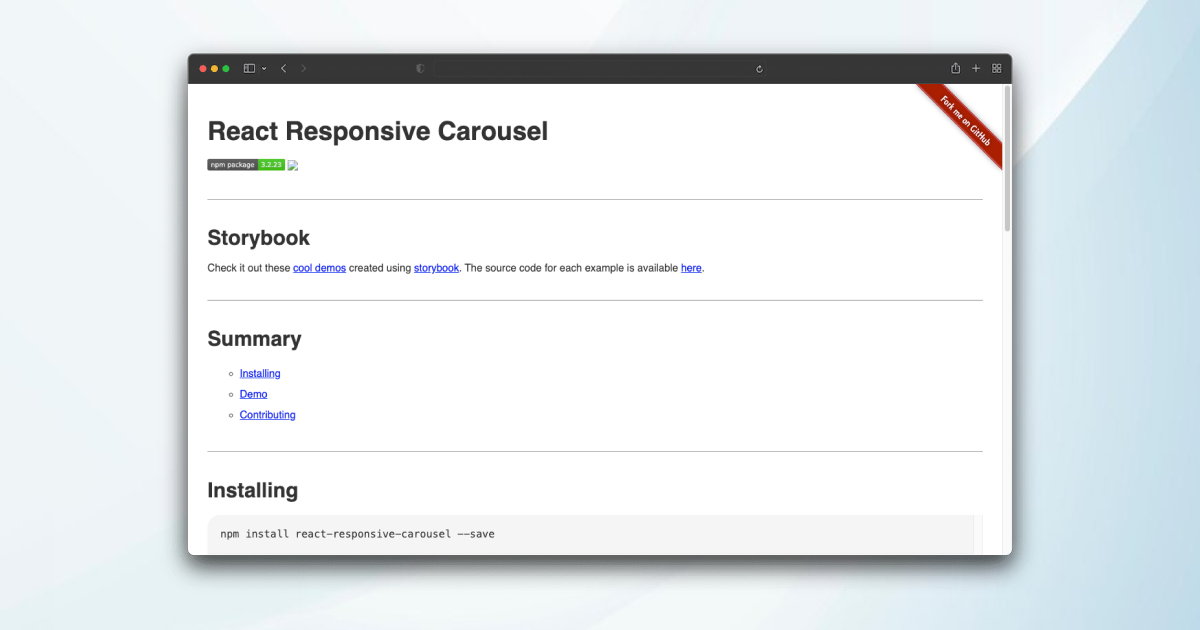 Fork me on GitHub
React Responsive Carousel
npm package 3.2.23
Storybook
Check it out these cool demos created using storybook. The source code for each example is available here.
Summary
Installing
Demo
Contributing
Installing
npm install react-responsive-carousel --save